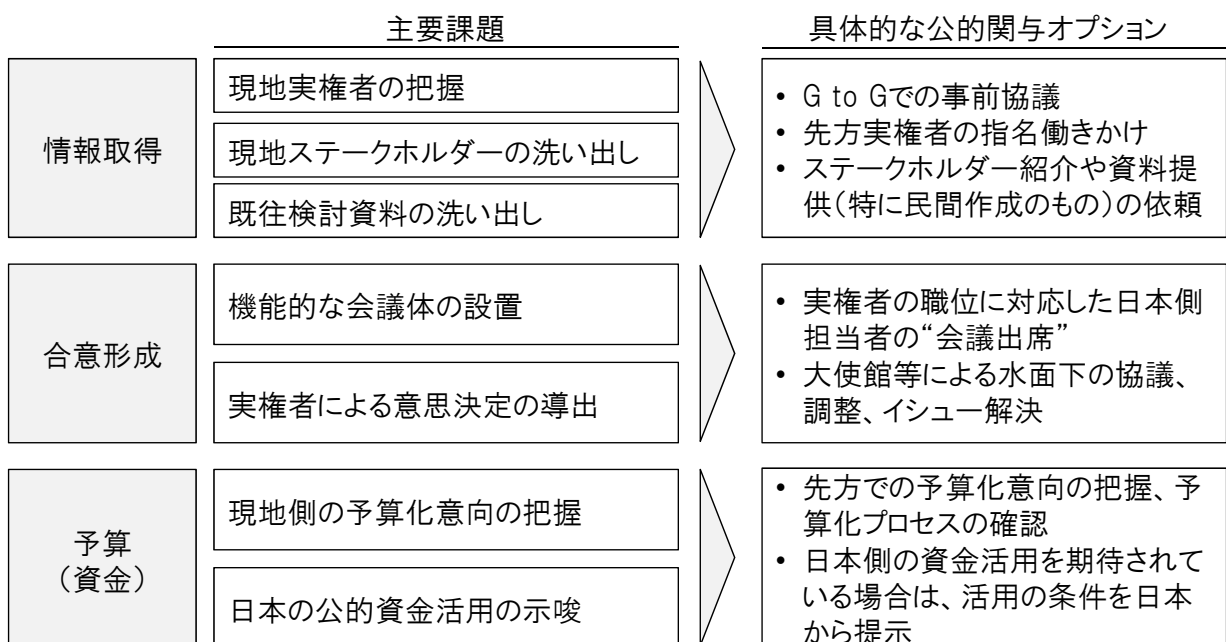 主要課題
具体的な公的関与オプション
情報取得
現地実権者の把握
現地ステークホルダーの洗い出し
既往検討資料の洗い出し
• G to Gでの事前協議
• 先方実権者の指名働きかけ
• ステークホルダー紹介や資料提
供(特に民間作成のもの)の依頼
合意形成
機能的な会議体の設置
実権者による意思決定の導出
• 実権者の職位に対応した日本側
担当者の“会議出席”
• 大使館等による水面下の協議、
調整、イシュー解決
予算
(資金)
現地側の予算化意向の把握
日本の公的資金活用の示唆
• 先方での予算化意向の把握、予
算化プロセスの確認
• 日本側の資金活用を期待されて
いる場合は、活用の条件を日本
から提示